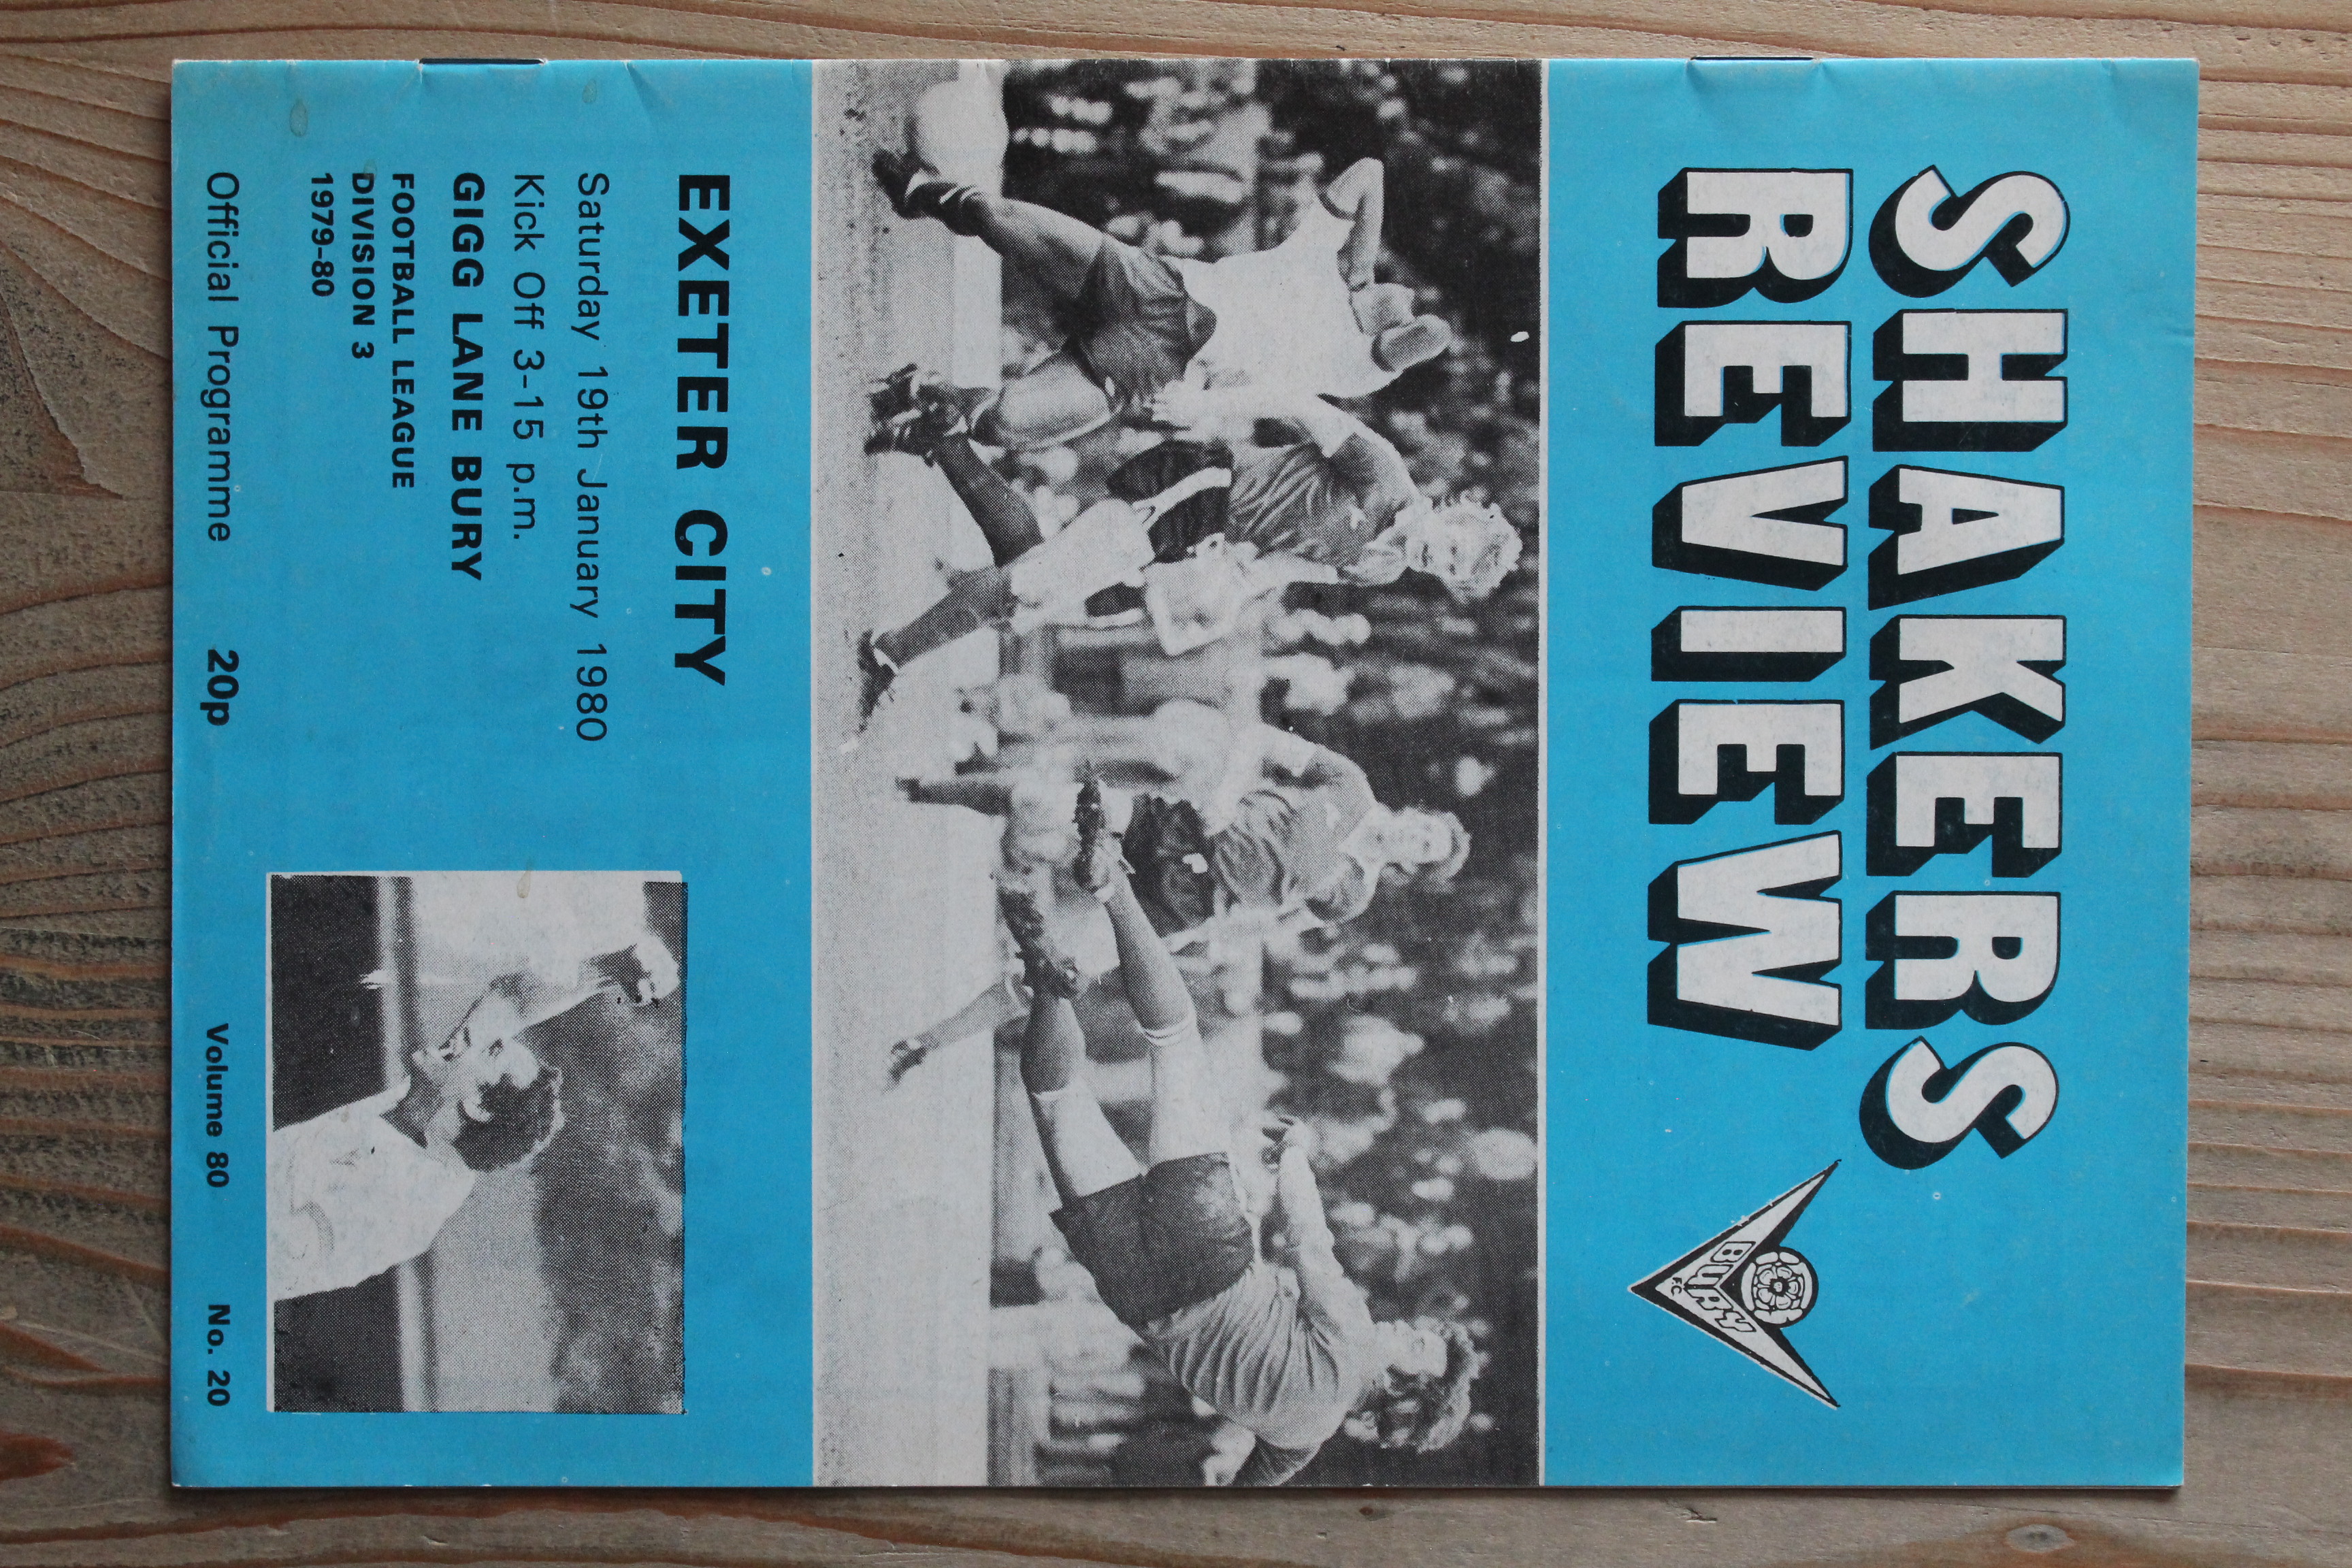 SHAKERS
REVIEW
BURY
F.C.
EXETER CITY
Saturday 19th January 1980
Kick Off 3-15 p.m.
GIGG LANE BURY
FOOTBALL LEAGUE
DIVISION 3
1979-80
Official Programme 20p Volume 80 No. 20